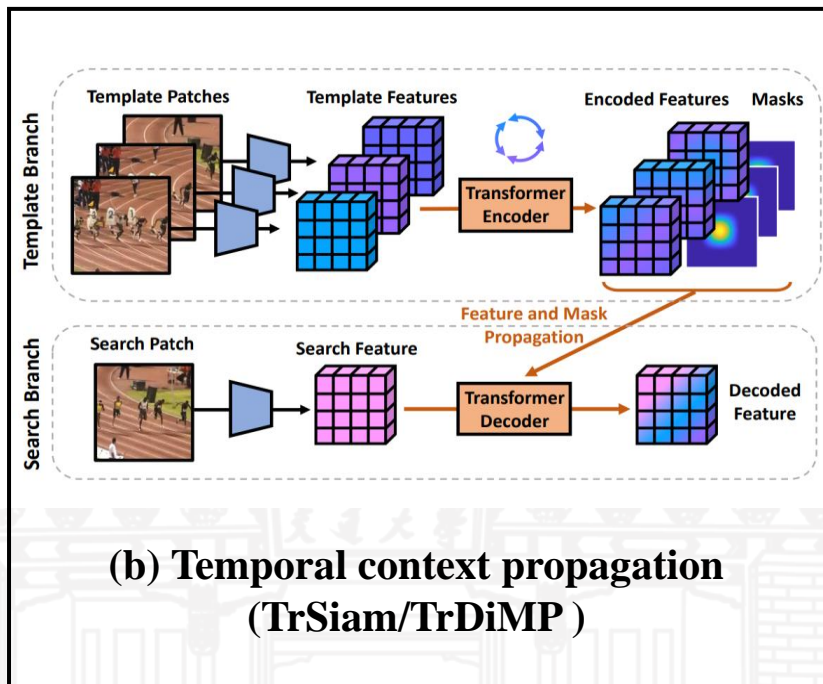 Template Branch
Template Patches
Template Features
Encoded Features
Masks
Transformer
Encoder
Feature and Mask
Propagation
Search Branch
Search Patch
Search Feature
Transformer
Decoder
Decoded
Feature
(b) Temporal context propagation
(TrSiam/TrDiMP )